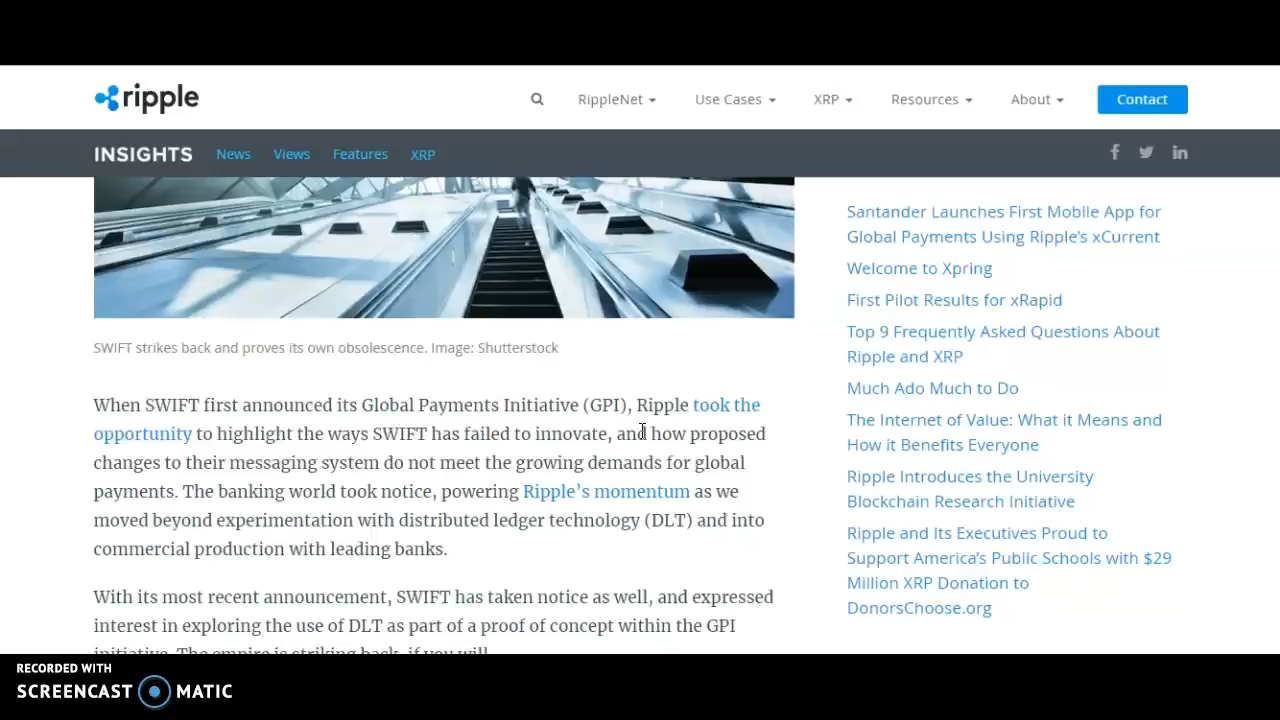 ripple
RippleNet
Use Cases
XRP
Resources
About
Contact
INSIGHTS
News
Views
Features
XRP
SWIFT strikes back and proves its own obsolescence. Image: Shutterstock
When SWIFT first announced its Global Payments Initiative (GPI), Ripple took the
opportunity to highlight the ways SWIFT has failed to innovate, and how proposed
changes to their messaging system do not meet the growing demands for global
payments. The banking world took notice, powering Ripple's momentum as we
moved beyond experimentation with distributed ledger technology (DLT) and into
commercial production with leading banks.
With its most recent announcement, SWIFT has taken notice as well, and expressed
interest in exploring the use of DLT as part of a proof of concept within the GPI
initiative. The empire is striking back, if you will.
Santander Launches First Mobile App for
Global Payments Using Ripple's xCurrent
Welcome to Xpring
First Pilot Results for xRapid
Top 9 Frequently Asked Questions About
Ripple and XRP
Much Ado Much to Do
The Internet of Value: What it Means and
How it Benefits Everyone
Ripple Introduces the University
Blockchain Research Initiative
Ripple and Its Executives Proud to
Support America's Public Schools with $29
Million XRP Donation to
DonorsChoose.org
RECORDED WITH
SCREENCAST MATIC